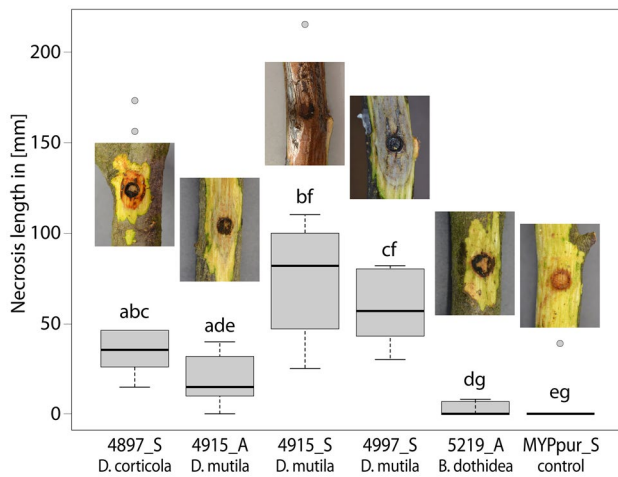 Necrosis length in [mm]
200
150
100
50
0
abc
ade
bf
cf
dg
eg
4897_S 4915_A 4915_S 4997_S 5219_A MYPpur_S
D. corticola D. mutila D. mutila D. mutila B. dothidea control